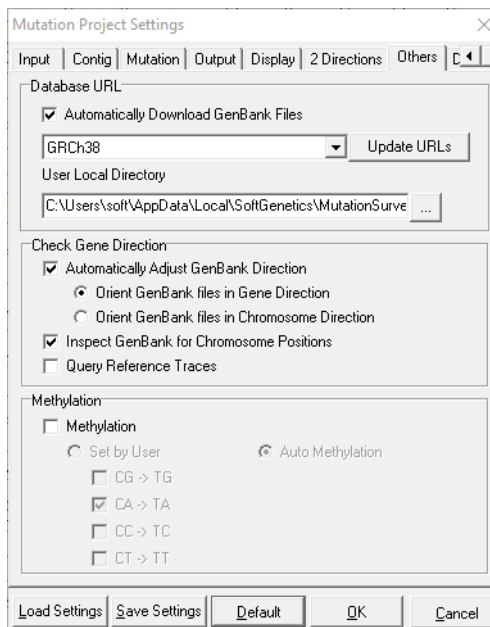 Mutation Project Settings
Input Contig Mutation Output Display 2 Directions Others
Database URL
Automatically Download GenBank Files
GRCh38 Update URLs
User Local Directory
C:\Users\soft\AppData\Local\SoftGenetics\MutationSurve ...
Check Gene Direction
Automatically Adjust GenBank Direction
Orient GenBank files in Gene Direction
Orient GenBank files in Chromosome Direction
Inspect GenBank for Chromosome Positions
Query Reference Traces
Methylation
Methylation
Set by User Auto Methylation
CG -> TG
CA -> TA
CC -> TC
CT -> TT
Load Settings Save Settings Default OK Cancel